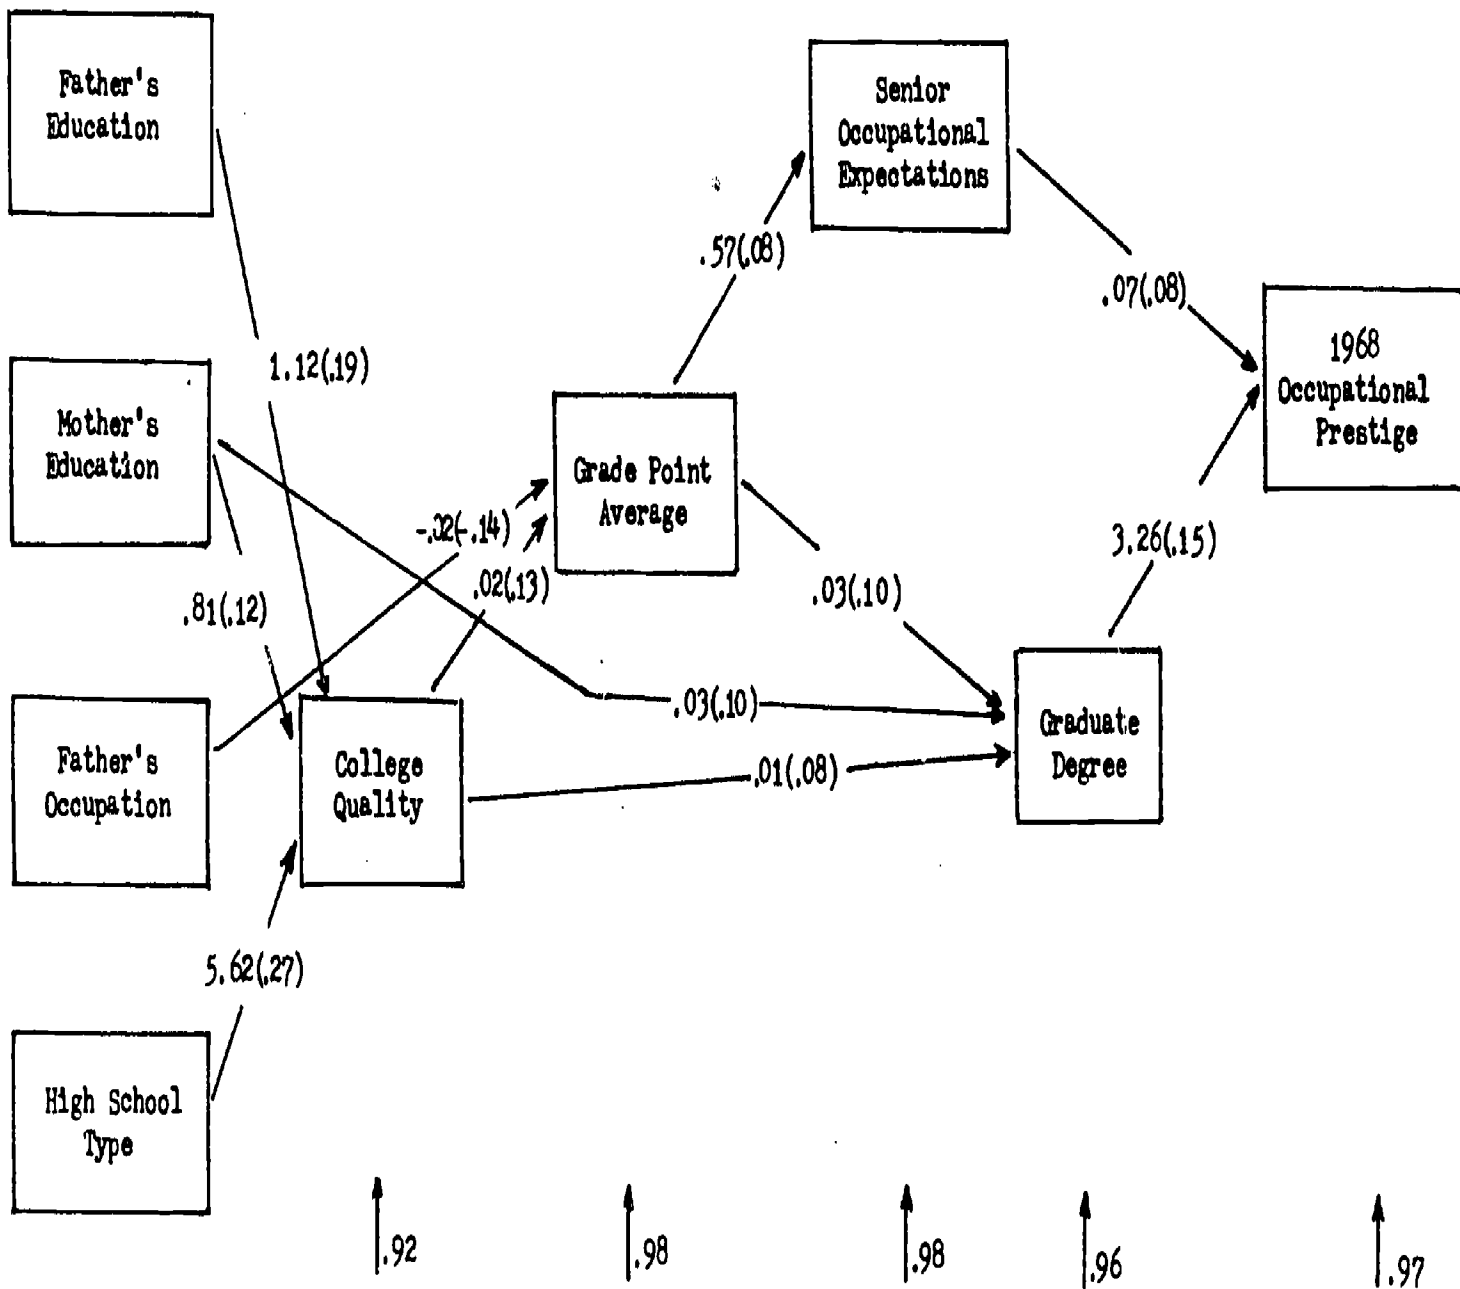 Father's
Education
Senior
Occupational
Expectations
.57(.08)
.07(.08)
1968
Occupational
Prestige
1.12(.19)
Mother's
Education
Grade Point
Average
-.02(-.14)
.02(.13)
.03(.10)
3.26(.15)
.81(.12)
.03(.10)
Graduate
Degree
Father's
Occupation
College
Quality
.01(.08)
5.62(.27)
High School
Type
.92
.98
.98
.96
.97